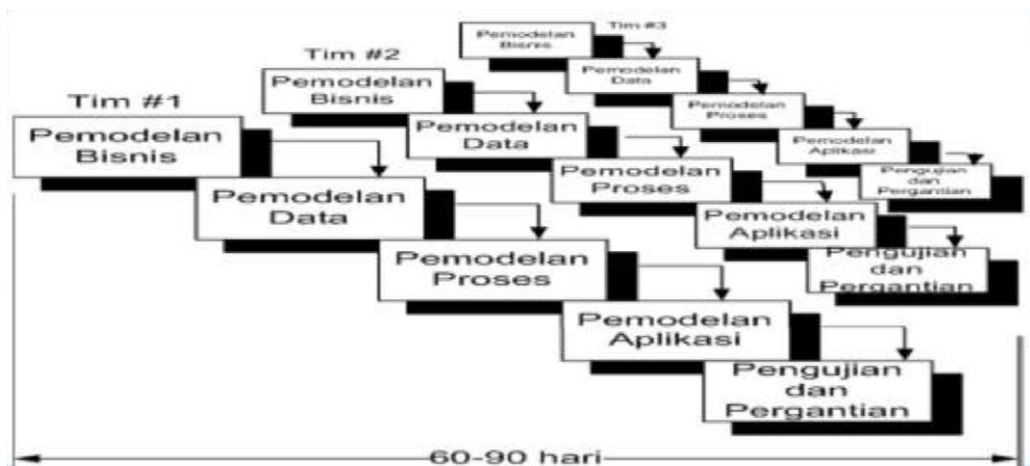 Tim #1
Pemodelan
Bisnis
Pemodelan
Data
Pemodelan
Proses
Pemodelan
Aplikasi
Pengujian
dan
Pergantian
Tim #2
Pemodelan
Bisnis
Pemodelan
Data
Pemodelan
Proses
Pemodelan
Aplikasi
Pengujian
dan
Pergantian
Tim #3
Pemodelan
Bisnis
Pemodelan
Data
Pemodelan
Proses
Pemodelan
Aplikasi
Pengujian
dan
Pergantian
60-90 hari